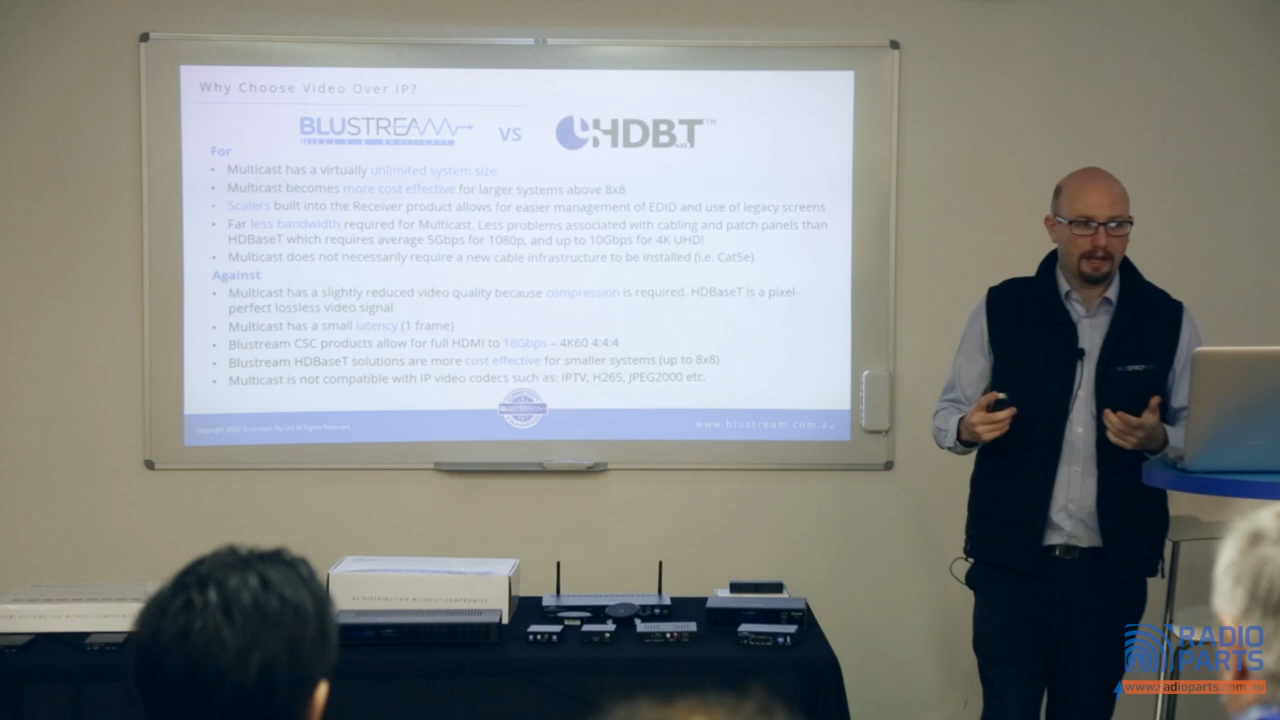 Why Choose Video Over IP?
BLUSTREAM
VS
HDBT™
For
• Multicast has a virtually unlimited system size
• Multicast becomes more cost effective for larger systems above 8x8
• Scalers built into the Receiver product allows for easier management of EDID and use of legacy screens
• Far less bandwidth required for Multicast. Less problems associated with cabling and patch panels than
HDBaseT which requires average 5Gbps for 1080p, and up to 10Gbps for 4K UHD!
• Multicast does not necessarily require a new cable infrastructure to be installed (i.e. Cat5e)
Against
• Multicast has a slightly reduced video quality because compression is required. HDBaseT is a pixel-
perfect lossless video signal
• Multicast has a small latency (1 frame)
• Blustream CSC products allow for full HDMI to 18Gbps – 4K60 4:4:4
• Blustream HDBaseT solutions are more cost effective for smaller systems (up to 8x8)
• Multicast is not compatible with IP video codecs such as: IPTV, H265, JPEG2000 etc.
www.blustream.com.au
DISTRIBUTION WITHOUT COMPROMISE
RADIO
PARTS
www.radioparts.com.au